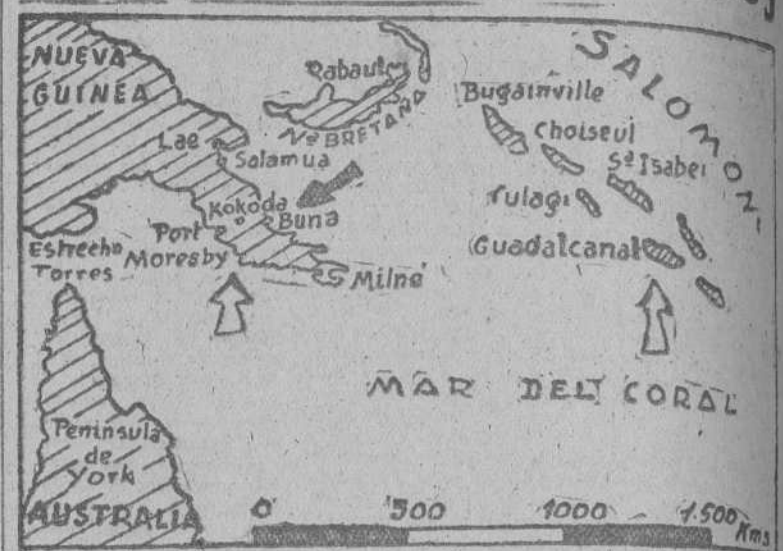 NUEVA
GUINEA
Rabaul
Nª BRETAÑA
SALOMON
Bugainville
Choiseul
Sª Isabel
Lae
Salamua
Kokoda
Buna
Tulagi
Guadalcanal
Port
Moresby
Estrecho
Torres
Milne
MAR DEL CORAL
Peninsula
de
York
AUSTRALIA
0 500 1000 1.500 Kms